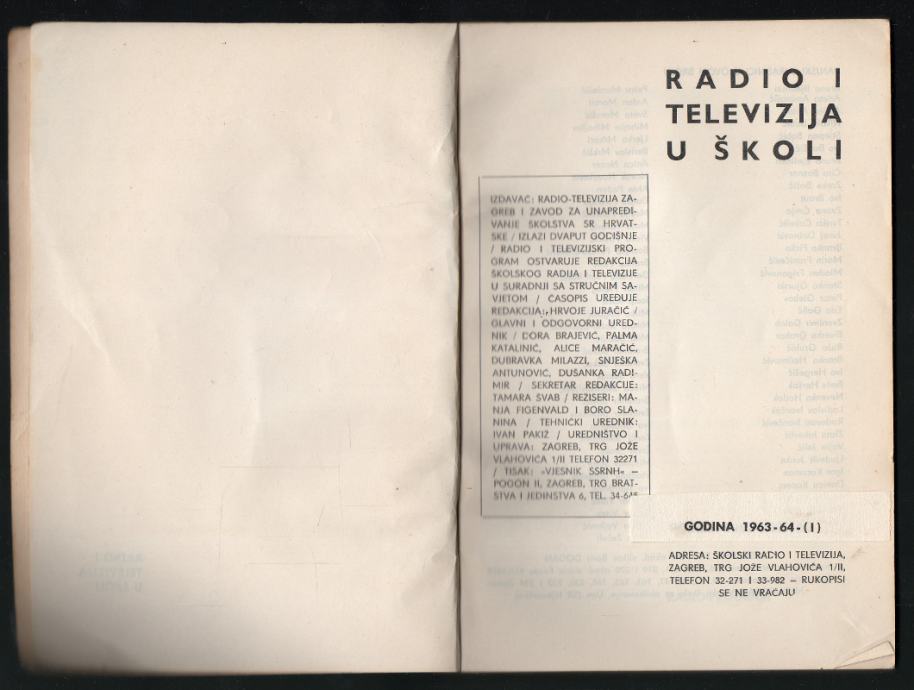 RADIO I
TELEVIZIJA
U ŠKOLI
IZDAVAČ: RADIO-TELEVIZIJA ZA-
GREB I ZAVOD ZA UNAPREĐI-
VANJE ŠKOLSTVA SR HRVAT-
SKE / IZLAZI DVAPUT GODIŠNJE
/ RADIO I TELEVIZIJSKI PRO-
GRAM OSTVARUJE REDAKCIJA
ŠKOLSKOG RADIJA I TELEVIZIJE
U SURADNJI SA STRUČNIM SA-
VJETOM / ČASOPIS UREĐUJE
REDAKCIJA: HRVOJE JURAČIĆ /
GLAVNI I ODGOVORNI URED-
NIK / DORA BRAJEVIĆ, PALMA
KATALINIĆ, ALICE MARAČIĆ,
DUBRAVKA MILAZZI, SNJEŠKA
ANTUNOVIĆ, DUŠANKA RADI-
MIR / SEKRETAR REDAKCIJE:
TAMARA ŠVAB / REŽISERI: MA-
NJA FIGENVALD I BORO SLA-
NINA / TEHNIČKI UREDNIK:
IVAN PAKIŽ / UREDNIŠTVO I
UPRAVA: ZAGREB, TRG JOŽE
VLAHOVIĆA 1/II TELEFON 32271
/ TISAK: »VJESNIK SSRNH« —
POGON II, ZAGREB, TRG BRAT-
STVA I JEDINSTVA 6, TEL.
GODINA 1963-64-(I)
ADRESA: ŠKOLSKI RADIO I TELEVIZIJA,
ZAGREB, TRG JOŽE VLAHOVIĆA 1/II,
TELEFON 32-271 I 33-982 — RUKOPISI
SE NE VRAĆAJU